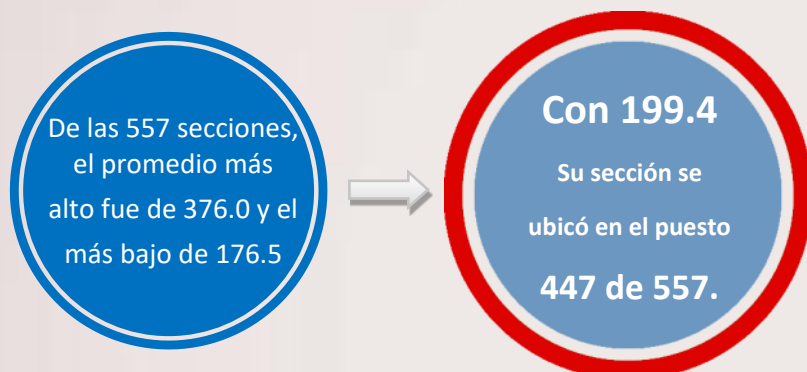 De las 557 secciones,
el promedio más
alto fue de 376.0 y el
más bajo de 176.5
Con 199.4
Su sección se
ubicó en el puesto
447 de 557.